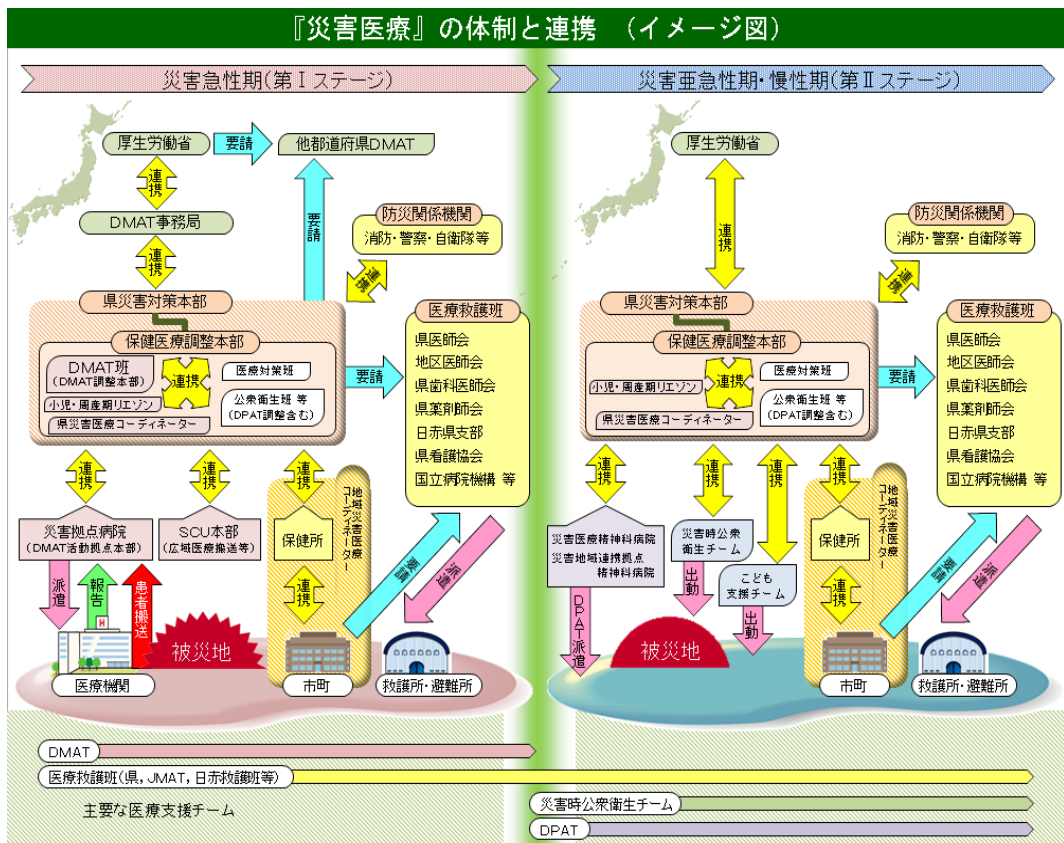 『災害医療』の体制と連携 (イメージ図)
災害急性期(第Ⅰステージ)
厚生労働省
要請
他都道府県DMAT
連携
DMAT事務局
連携
要請
防災関係機関
消防・警察・自衛隊等
連携
県災害対策本部
保健医療調整本部
DMAT班
(DMAT調整本部)
小児・周産期リエゾン
県災害医療コーディネーター
連携
医療対策班
公衆衛生班 等
(DPAT調整含む)
要請
医療救護班
県医師会
地区医師会
県歯科医師会
県薬剤師会
日赤県支部
県看護協会
国立病院機構 等
連携
連携
連携
災害拠点病院
(DMAT活動拠点本部)
SCU本部
(広域医療搬送等)
保健所
地域災害医療
コーディネーター
連携
派遣
報告
患者搬送
H
被災地
要請
派遣
医療機関
市町
救護所・避難所
災害亜急性期・慢性期(第Ⅱステージ)
厚生労働省
連携
防災関係機関
消防・警察・自衛隊等
連携
県災害対策本部
保健医療調整本部
小児・周産期リエゾン
県災害医療コーディネーター
連携
医療対策班
公衆衛生班 等
(DPAT調整含む)
要請
医療救護班
県医師会
地区医師会
県歯科医師会
県薬剤師会
日赤県支部
県看護協会
国立病院機構 等
連携
連携
連携
連携
災害医療精神科病院
災害地域連携拠点
精神科病院
災害時公衆
衛生チーム
こども
支援チーム
保健所
地域災害医療
コーディネーター
連携
DPAT派遣
出動
出動
被災地
要請
派遣
市町
救護所・避難所
DMAT
医療救護班(県,JMAT,日赤救護班等)
主要な医療支援チーム
災害時公衆衛生チーム
DPAT